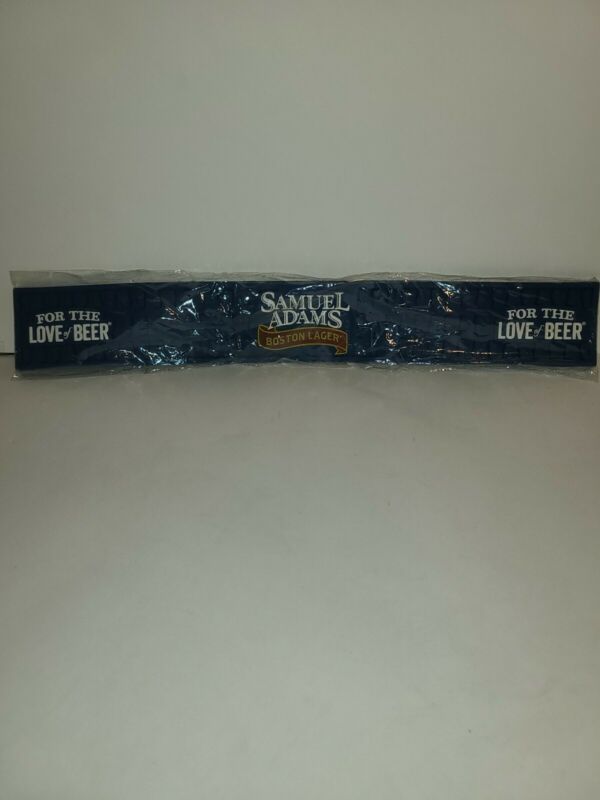 FOR THE
LOVE of BEER®
SAMUEL
ADAMS
BOSTON LAGER®
FOR THE
LOVE of BEER®